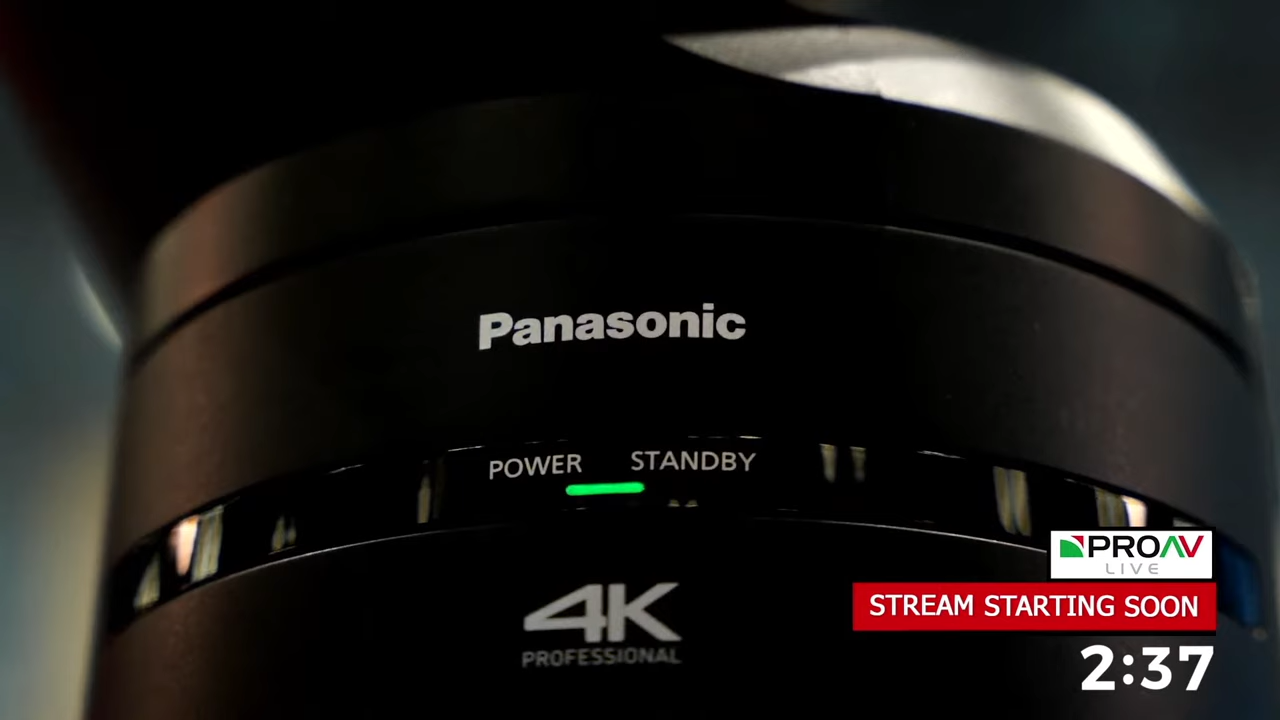 Panasonic
POWER STANDBY
4K
PROFESSIONAL
PROAV
LIVE
STREAM STARTING SOON
2:37